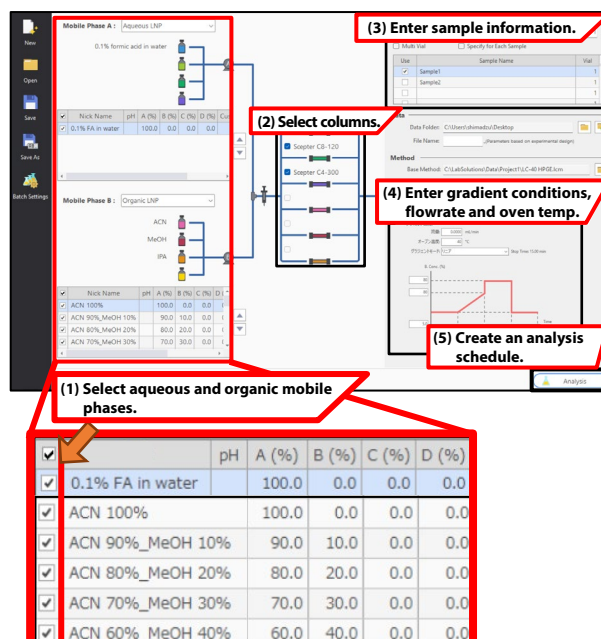 New
Open
Save
Save As
Batch Settings
Mobile Phase A : Aqueous LNP
0.1% formic acid in water
Nick Name pH A (%) B (%) C (%) D (%)
0.1% FA in water 100.0 0.0 0.0 0.0
Mobile Phase B : Organic LNP
ACN
MeOH
IPA
Nick Name pH A (%) B (%) C (%) D (
ACN 100% 100.0 0.0 0.0
ACN 90%_MeOH 10% 90.0 10.0 0.0
ACN 80%_MeOH 20% 80.0 20.0 0.0
ACN 70%_MeOH 30% 70.0 30.0 0.0
(2) Select columns.
Scepter C8-120
Scepter C4-300
(3) Enter sample information.
Multi Vial Specify for Each Sample
Use Sample Name Vial
Sample1 1
Sample2 1
Data Folder: C:\Users\shimadzu\Desktop
File Name: _(Parameters based on experimental design)
Method
Base Method: C:\LabSolutions\Data\Project1\LC-40 HPGE.lcm
(4) Enter gradient conditions,
flowrate and oven temp.
B. Conc. (%)
Time
(5) Create an analysis
schedule.
Analysis
(1) Select aqueous and organic mobile
phases.
pH A (%) B (%) C (%) D (%)
0.1% FA in water 100.0 0.0 0.0 0.0
ACN 100% 100.0 0.0 0.0 0.0
ACN 90%_MeOH 10% 90.0 10.0 0.0 0.0
ACN 80%_MeOH 20% 80.0 20.0 0.0 0.0
ACN 70%_MeOH 30% 70.0 30.0 0.0 0.0
ACN 60% MeOH 40% 60.0 40.0 0.0 0.0